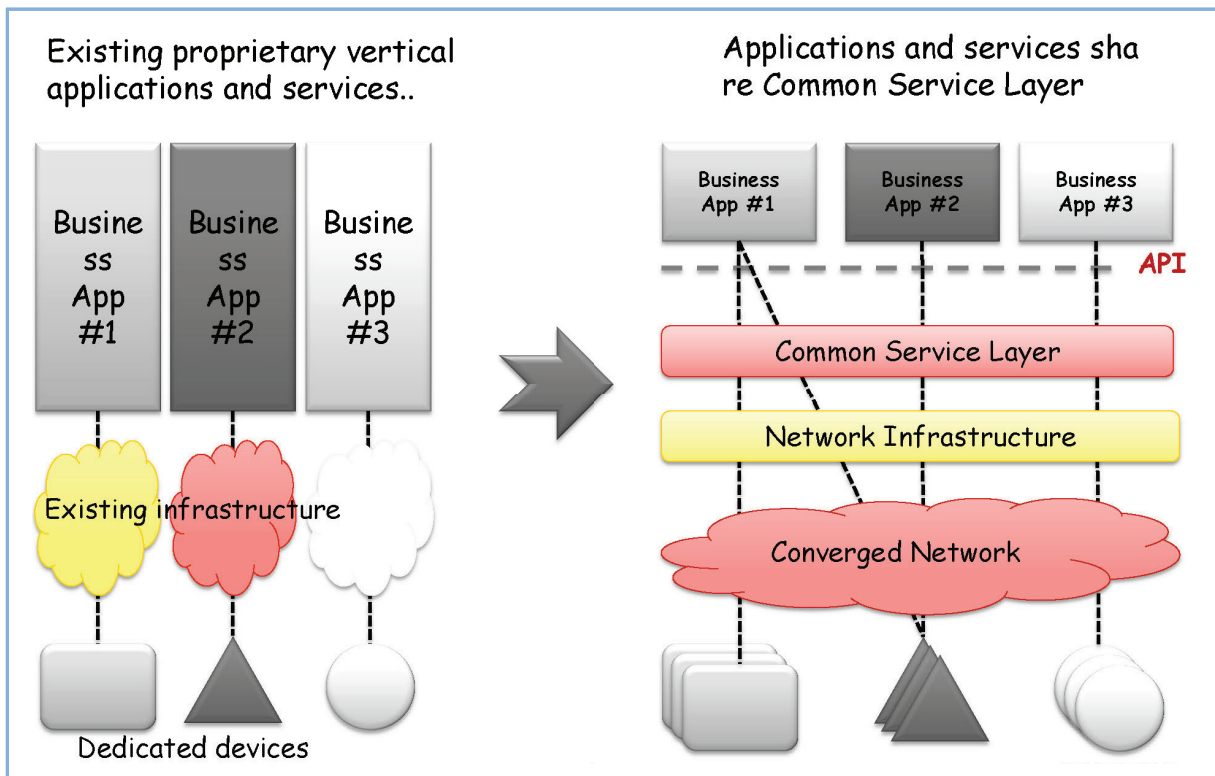 Existing proprietary vertical
applications and services..
Busine
ss
App
#1
Busine
ss
App
#2
Busine
ss
App
#3
Existing infrastructure
Dedicated devices
Applications and services sha
re Common Service Layer
Business
App #1
Business
App #2
Business
App #3
API
Common Service Layer
Network Infrastructure
Converged Network